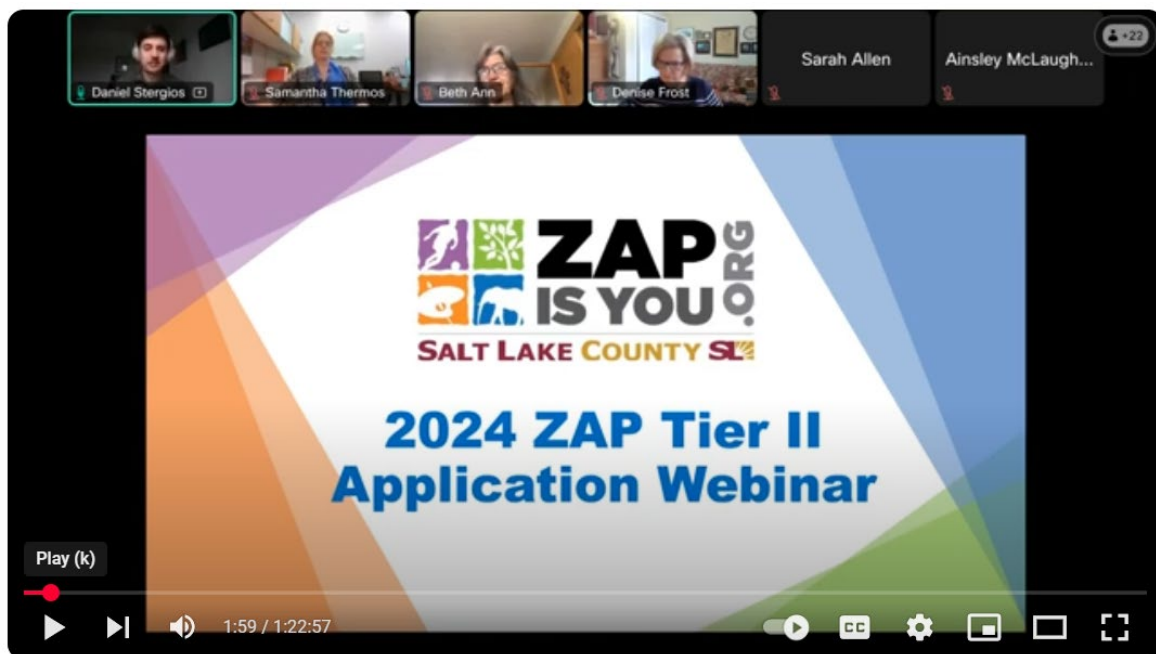 Daniel Stergios
Samantha Thermos
Beth Ann
Denise Frost
Sarah Allen
Ainsley McLaugh...
+22
ZAP
IS YOU
.ORG
SALT LAKE COUNTY SL
2024 ZAP Tier II
Application Webinar
Play (k)
1:59 / 1:22:57
CC